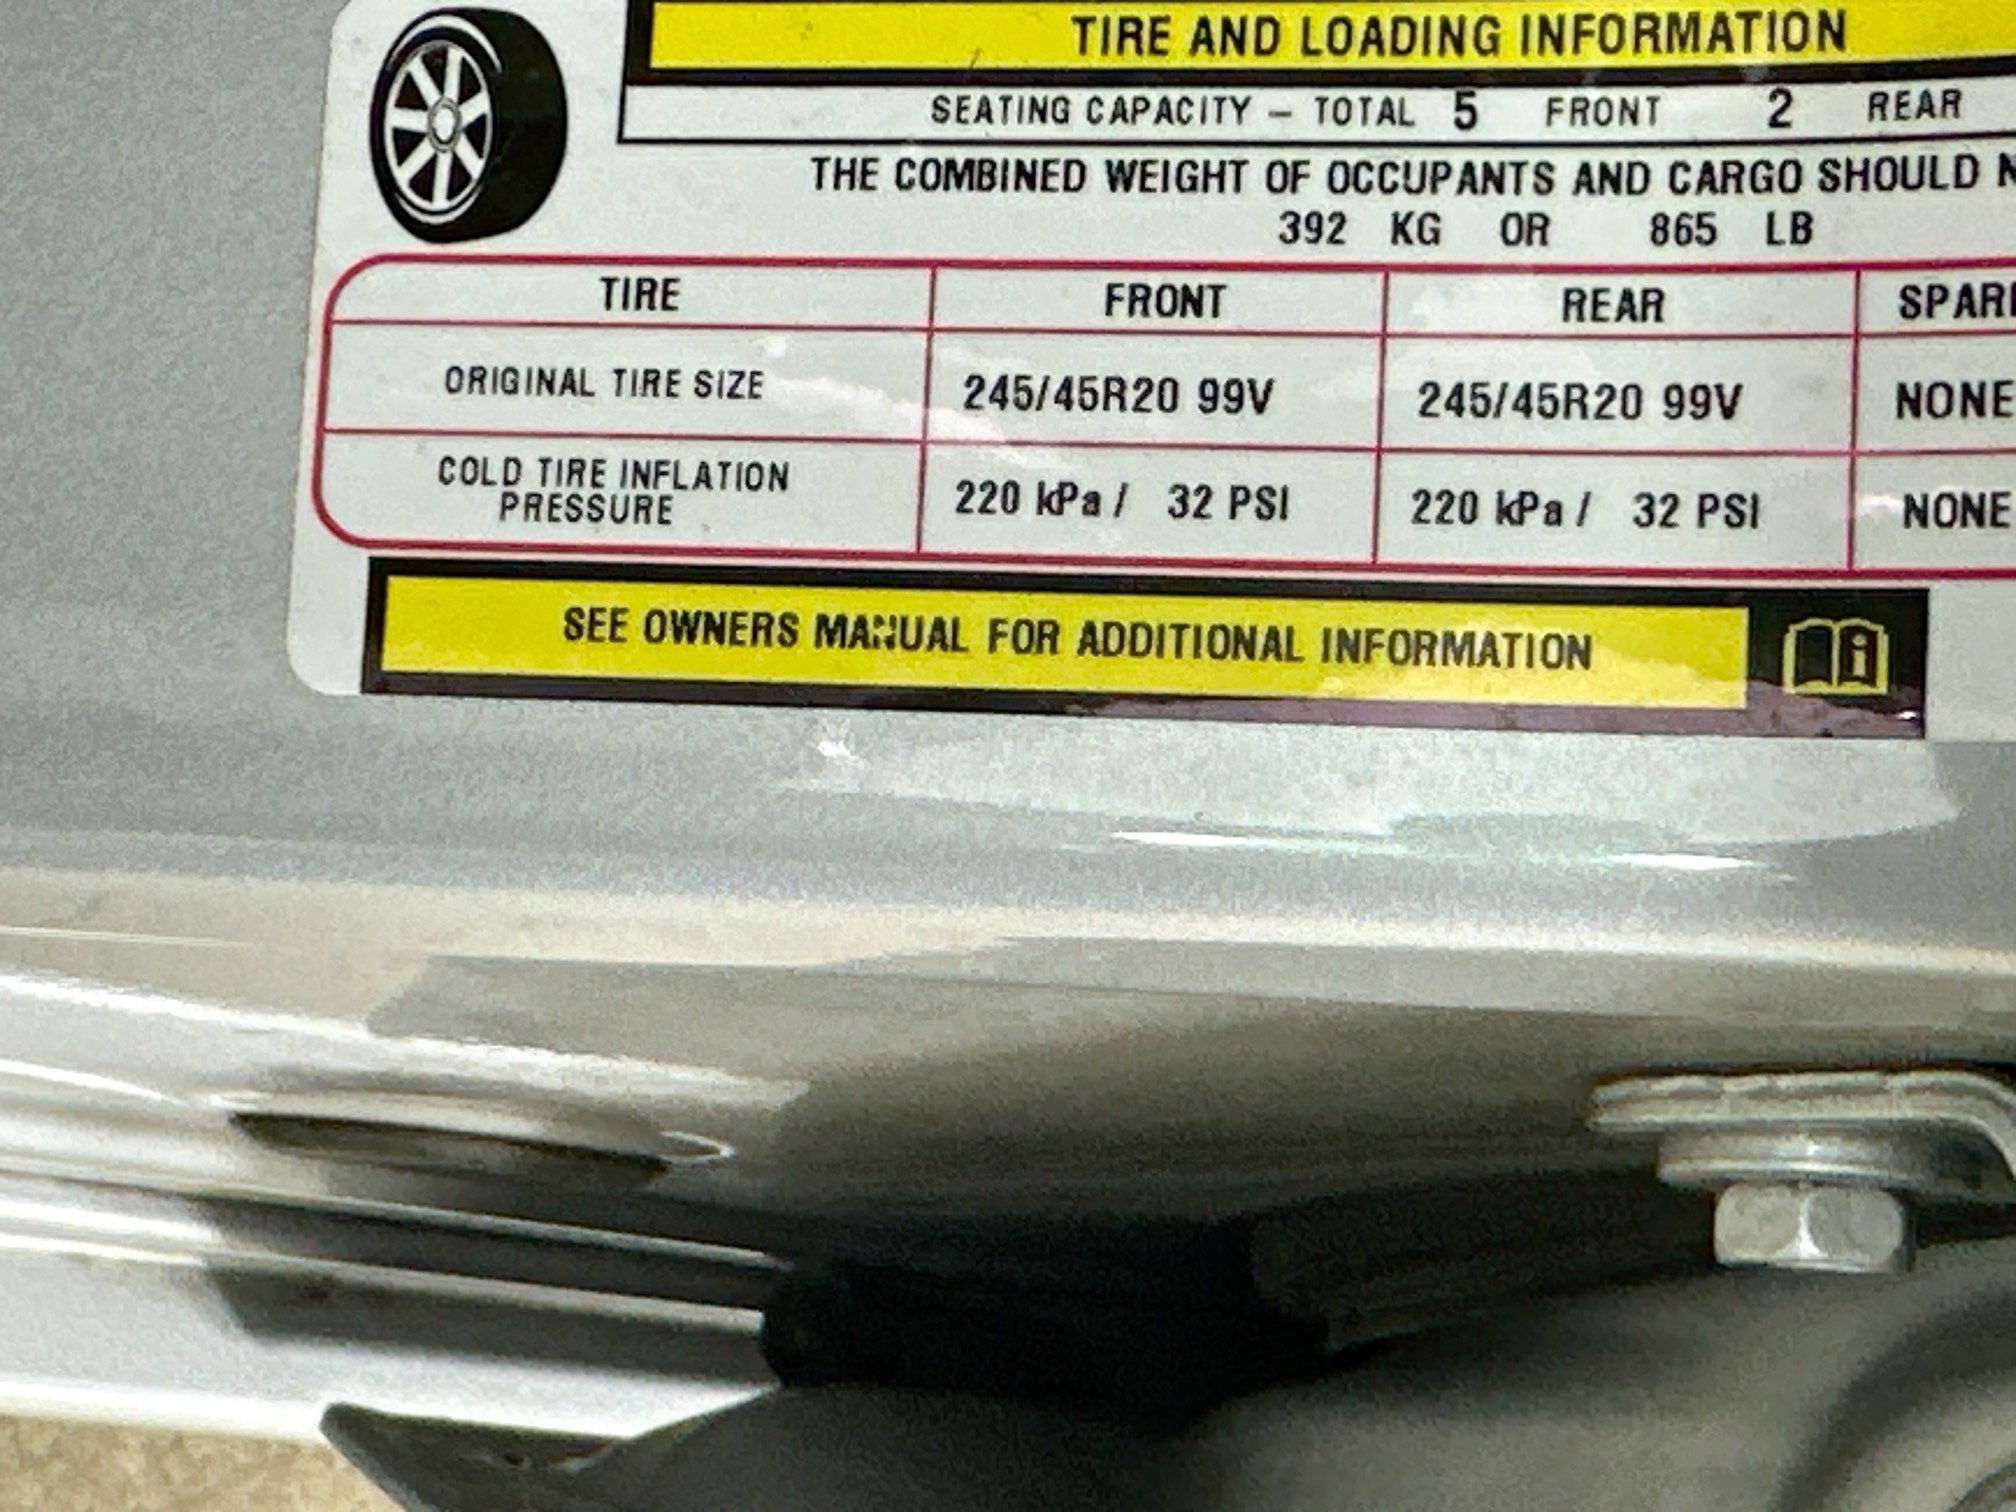 TIRE AND LOADING INFORMATION
SEATING CAPACITY – TOTAL 5 FRONT 2 REAR
THE COMBINED WEIGHT OF OCCUPANTS AND CARGO SHOULD
392 KG OR 865 LB
TIRE FRONT REAR
ORIGINAL TIRE SIZE 245/45R20 99V 245/45R20 99V NONE
COLD TIRE INFLATION
PRESSURE 220 kPa / 32 PSI 220 kPa / 32 PSI NONE
SEE OWNERS MANUAL FOR ADDITIONAL INFORMATION